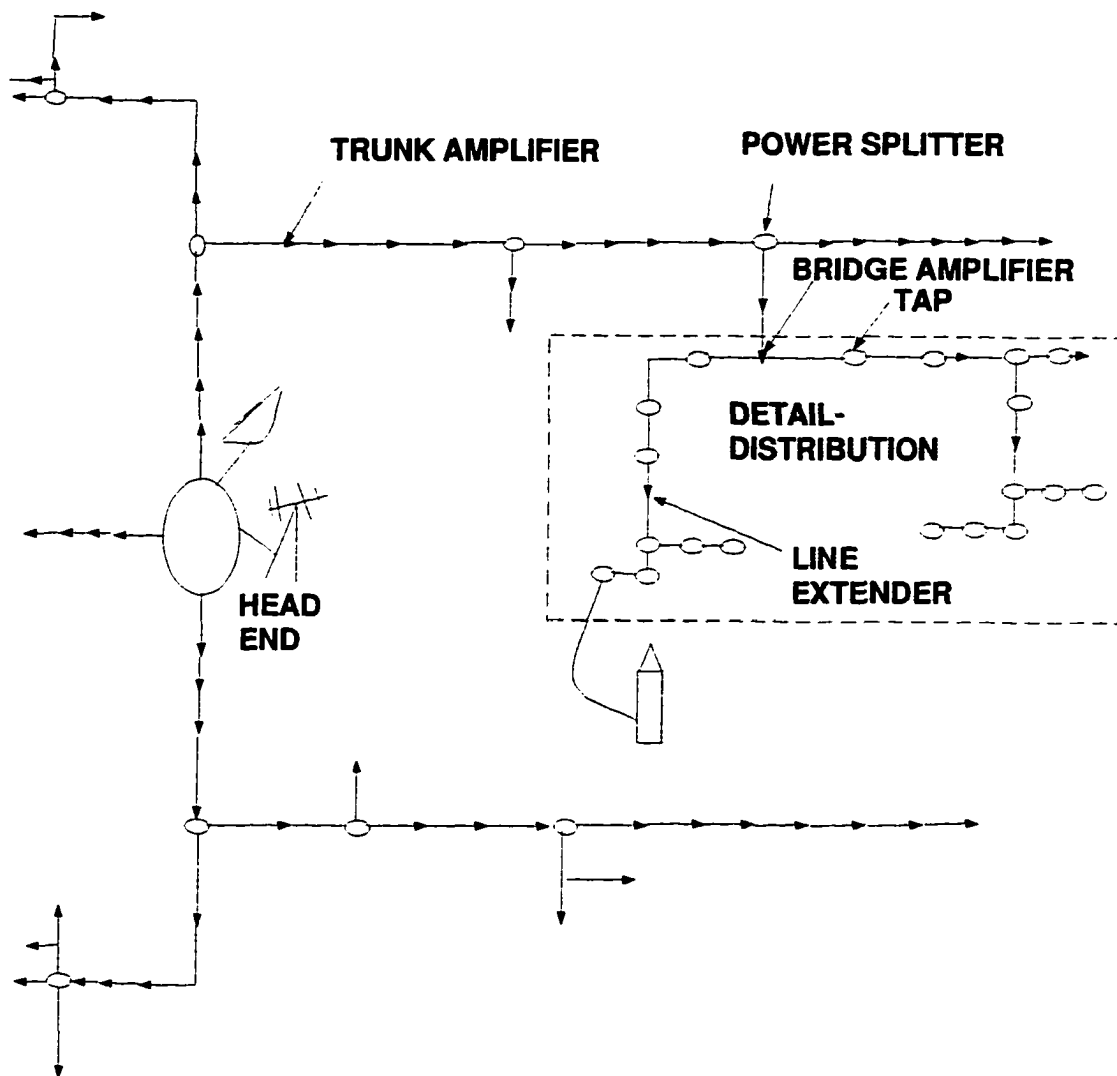 TRUNK AMPLIFIER
POWER SPLITTER
BRIDGE AMPLIFIER
TAP
DETAIL-
DISTRIBUTION
LINE
EXTENDER
HEAD
END